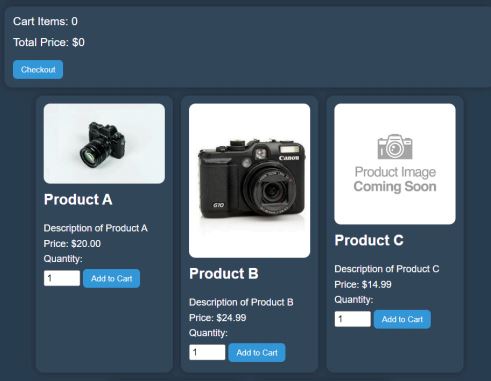 Cart Items: 0
Total Price: $0
Checkout
Product A
Description of Product A
Price: $20.00
Quantity:
1
Add to Cart
Canon
G10
Product B
Description of Product B
Price: $24.99
Quantity:
1
Add to Cart
Product Image
Coming Soon
Product C
Description of Product C
Price: $14.99
Quantity:
1
Add to Cart